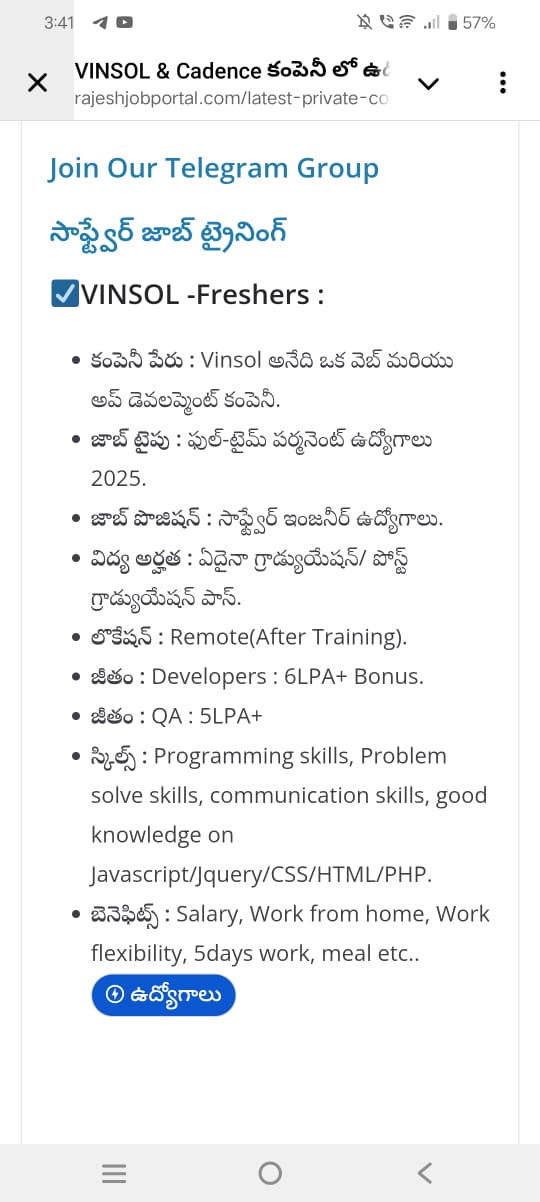 3:41
57%
VINSOL & Cadence కంపెనీ లో
rajeshjobportal.com/latest-private-co
Join Our Telegram Group
సాఫ్ట్వేర్ జాబ్ ట్రైనింగ్
VINSOL -Freshers :
కంపెనీ పేరు : Vinsol అనేది ఒక వెబ్ మరియు
అప్ డెవలప్మెంట్ కంపెనీ.
జాబ్ టైపు : ఫుల్-టైమ్ పర్మనెంట్ ఉద్యోగాలు
2025.
జాబ్ పొజిషన్ : సాఫ్ట్వేర్ ఇంజనీర్ ఉద్యోగాలు.
విద్య అర్హత : ఏదైనా గ్రాడ్యుయేషన్/ పోస్ట్
గ్రాడ్యుయేషన్ పాస్.
లొకేషన్ : Remote(After Training).
జీతం : Developers : 6LPA+ Bonus.
జీతం : QA : 5LPA+
స్కిల్స్ : Programming skills, Problem
solve skills, communication skills, good
knowledge on
Javascript/Jquery/CSS/HTML/PHP.
బెనెఫిట్స్ : Salary, Work from home, Work
flexibility, 5days work, meal etc..
ఉద్యోగాలు